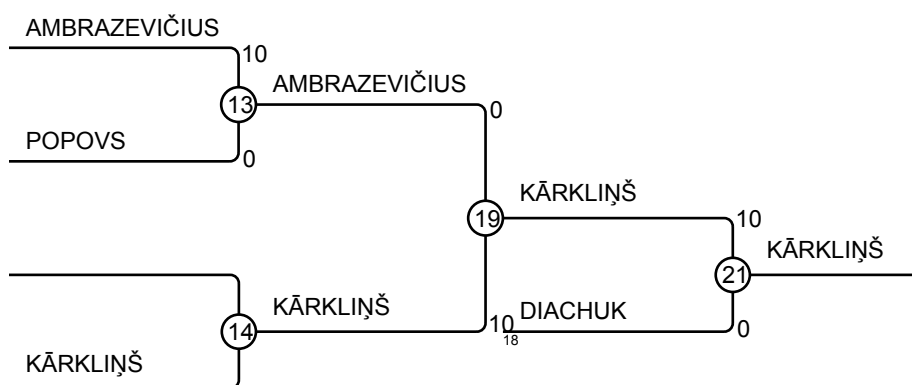 AMBRAZEVIČIUS
10
13
AMBRAZEVIČIUS
0
POPOVS
0
19
KĀRKLIŅŠ
10
21
KĀRKLIŅŠ
14
KĀRKLIŅŠ
10
18
DIACHUK
0
KĀRKLIŅŠ